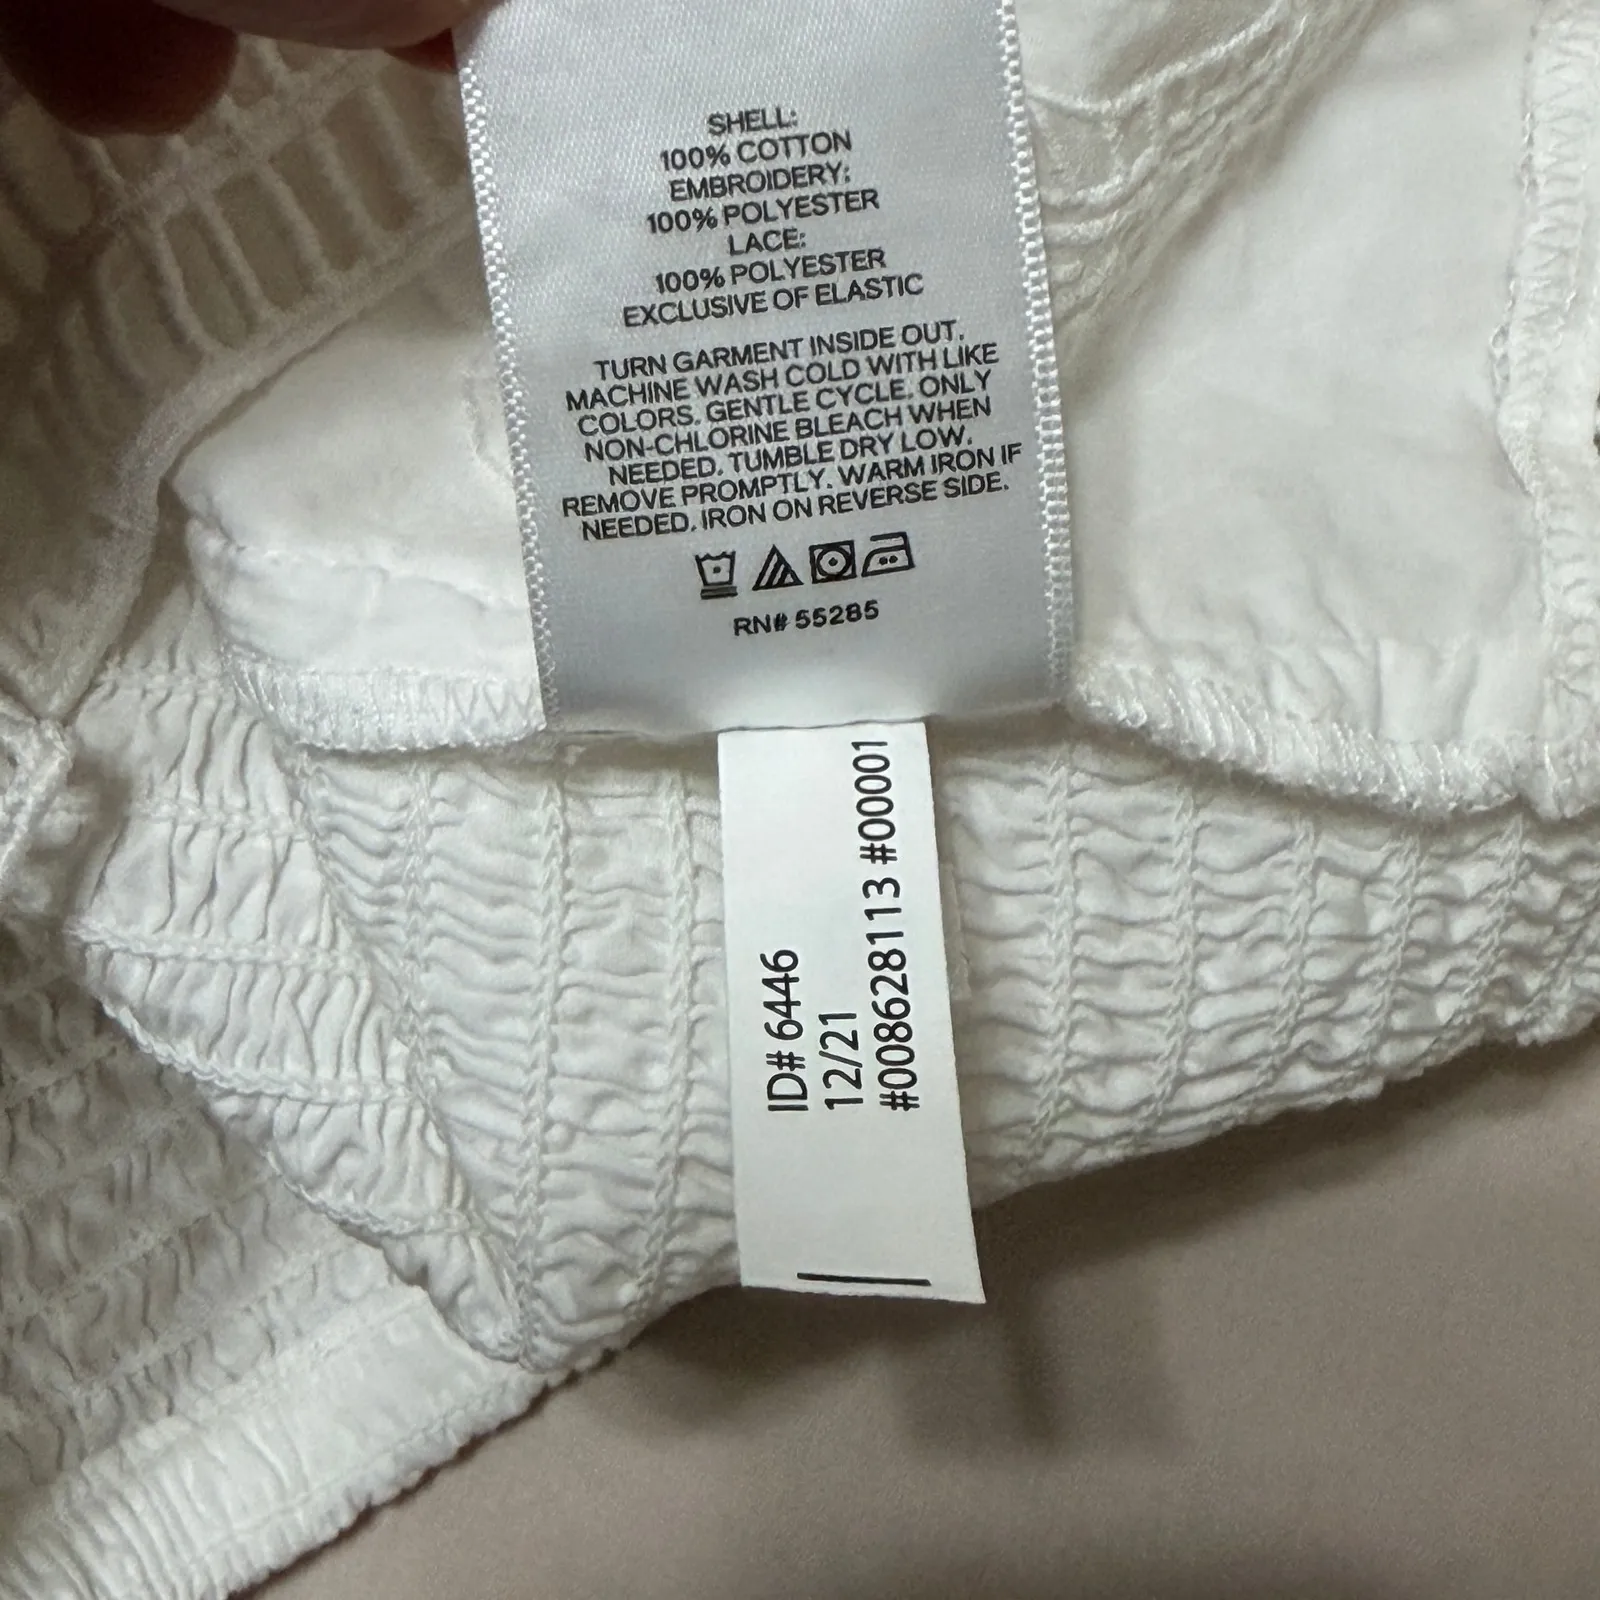 SHELL:
100% COTTON
EMBROIDERY:
100% POLYESTER
LACE:
100% POLYESTER
EXCLUSIVE OF ELASTIC
TURN GARMENT INSIDE OUT.
MACHINE WASH COLD WITH LIKE
COLORS. GENTLE CYCLE. ONLY
NON-CHLORINE BLEACH WHEN
NEEDED. TUMBLE DRY LOW.
REMOVE PROMPTLY. WARM IRON IF
NEEDED. IRON ON REVERSE SIDE.
RN# 55285
ID# 6446
12/21
#008628113 #00001